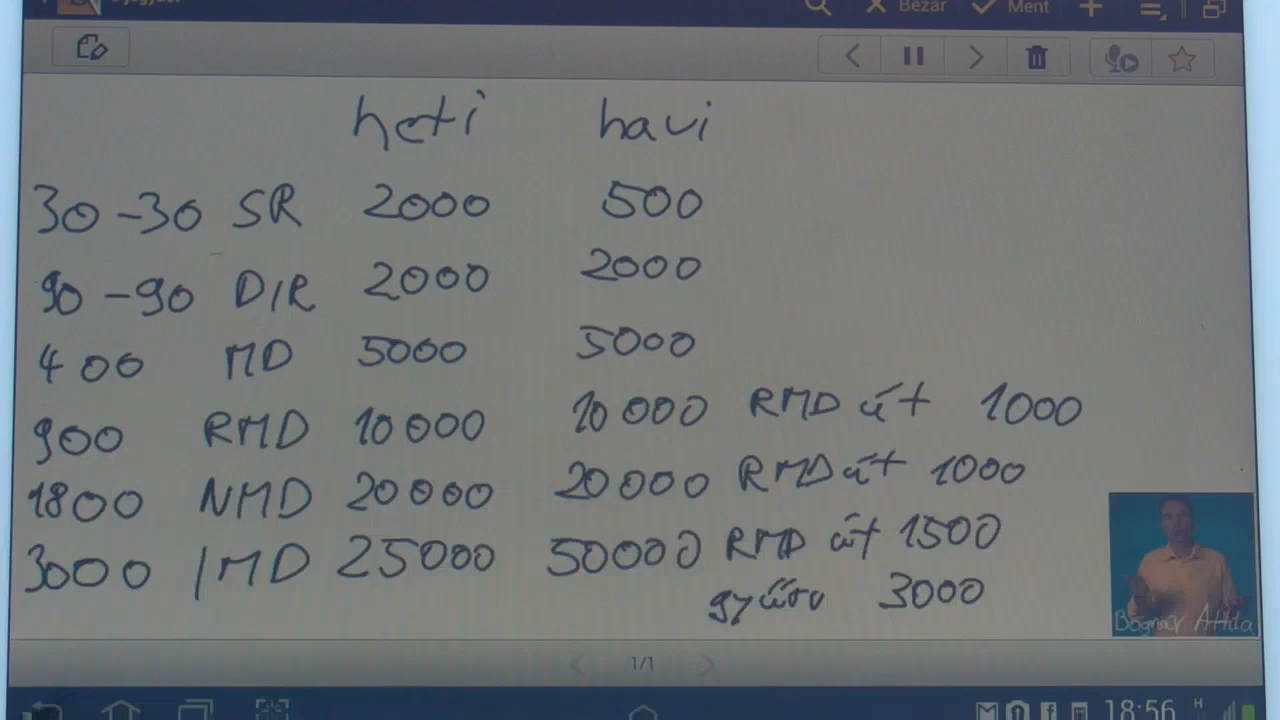 Bezár Ment
heti havi
30-30 SR 2000 500
90-90 DIR 2000 2000
400 MD 5000 5000
900 RMD 10000 10000 RMD út 1000
1800 NMD 20000 20000 RMD út 1000
3000 IMD 25000 50000 RMD út 1500
gyűrű 3000
Bognár Attila
1/1
18:56